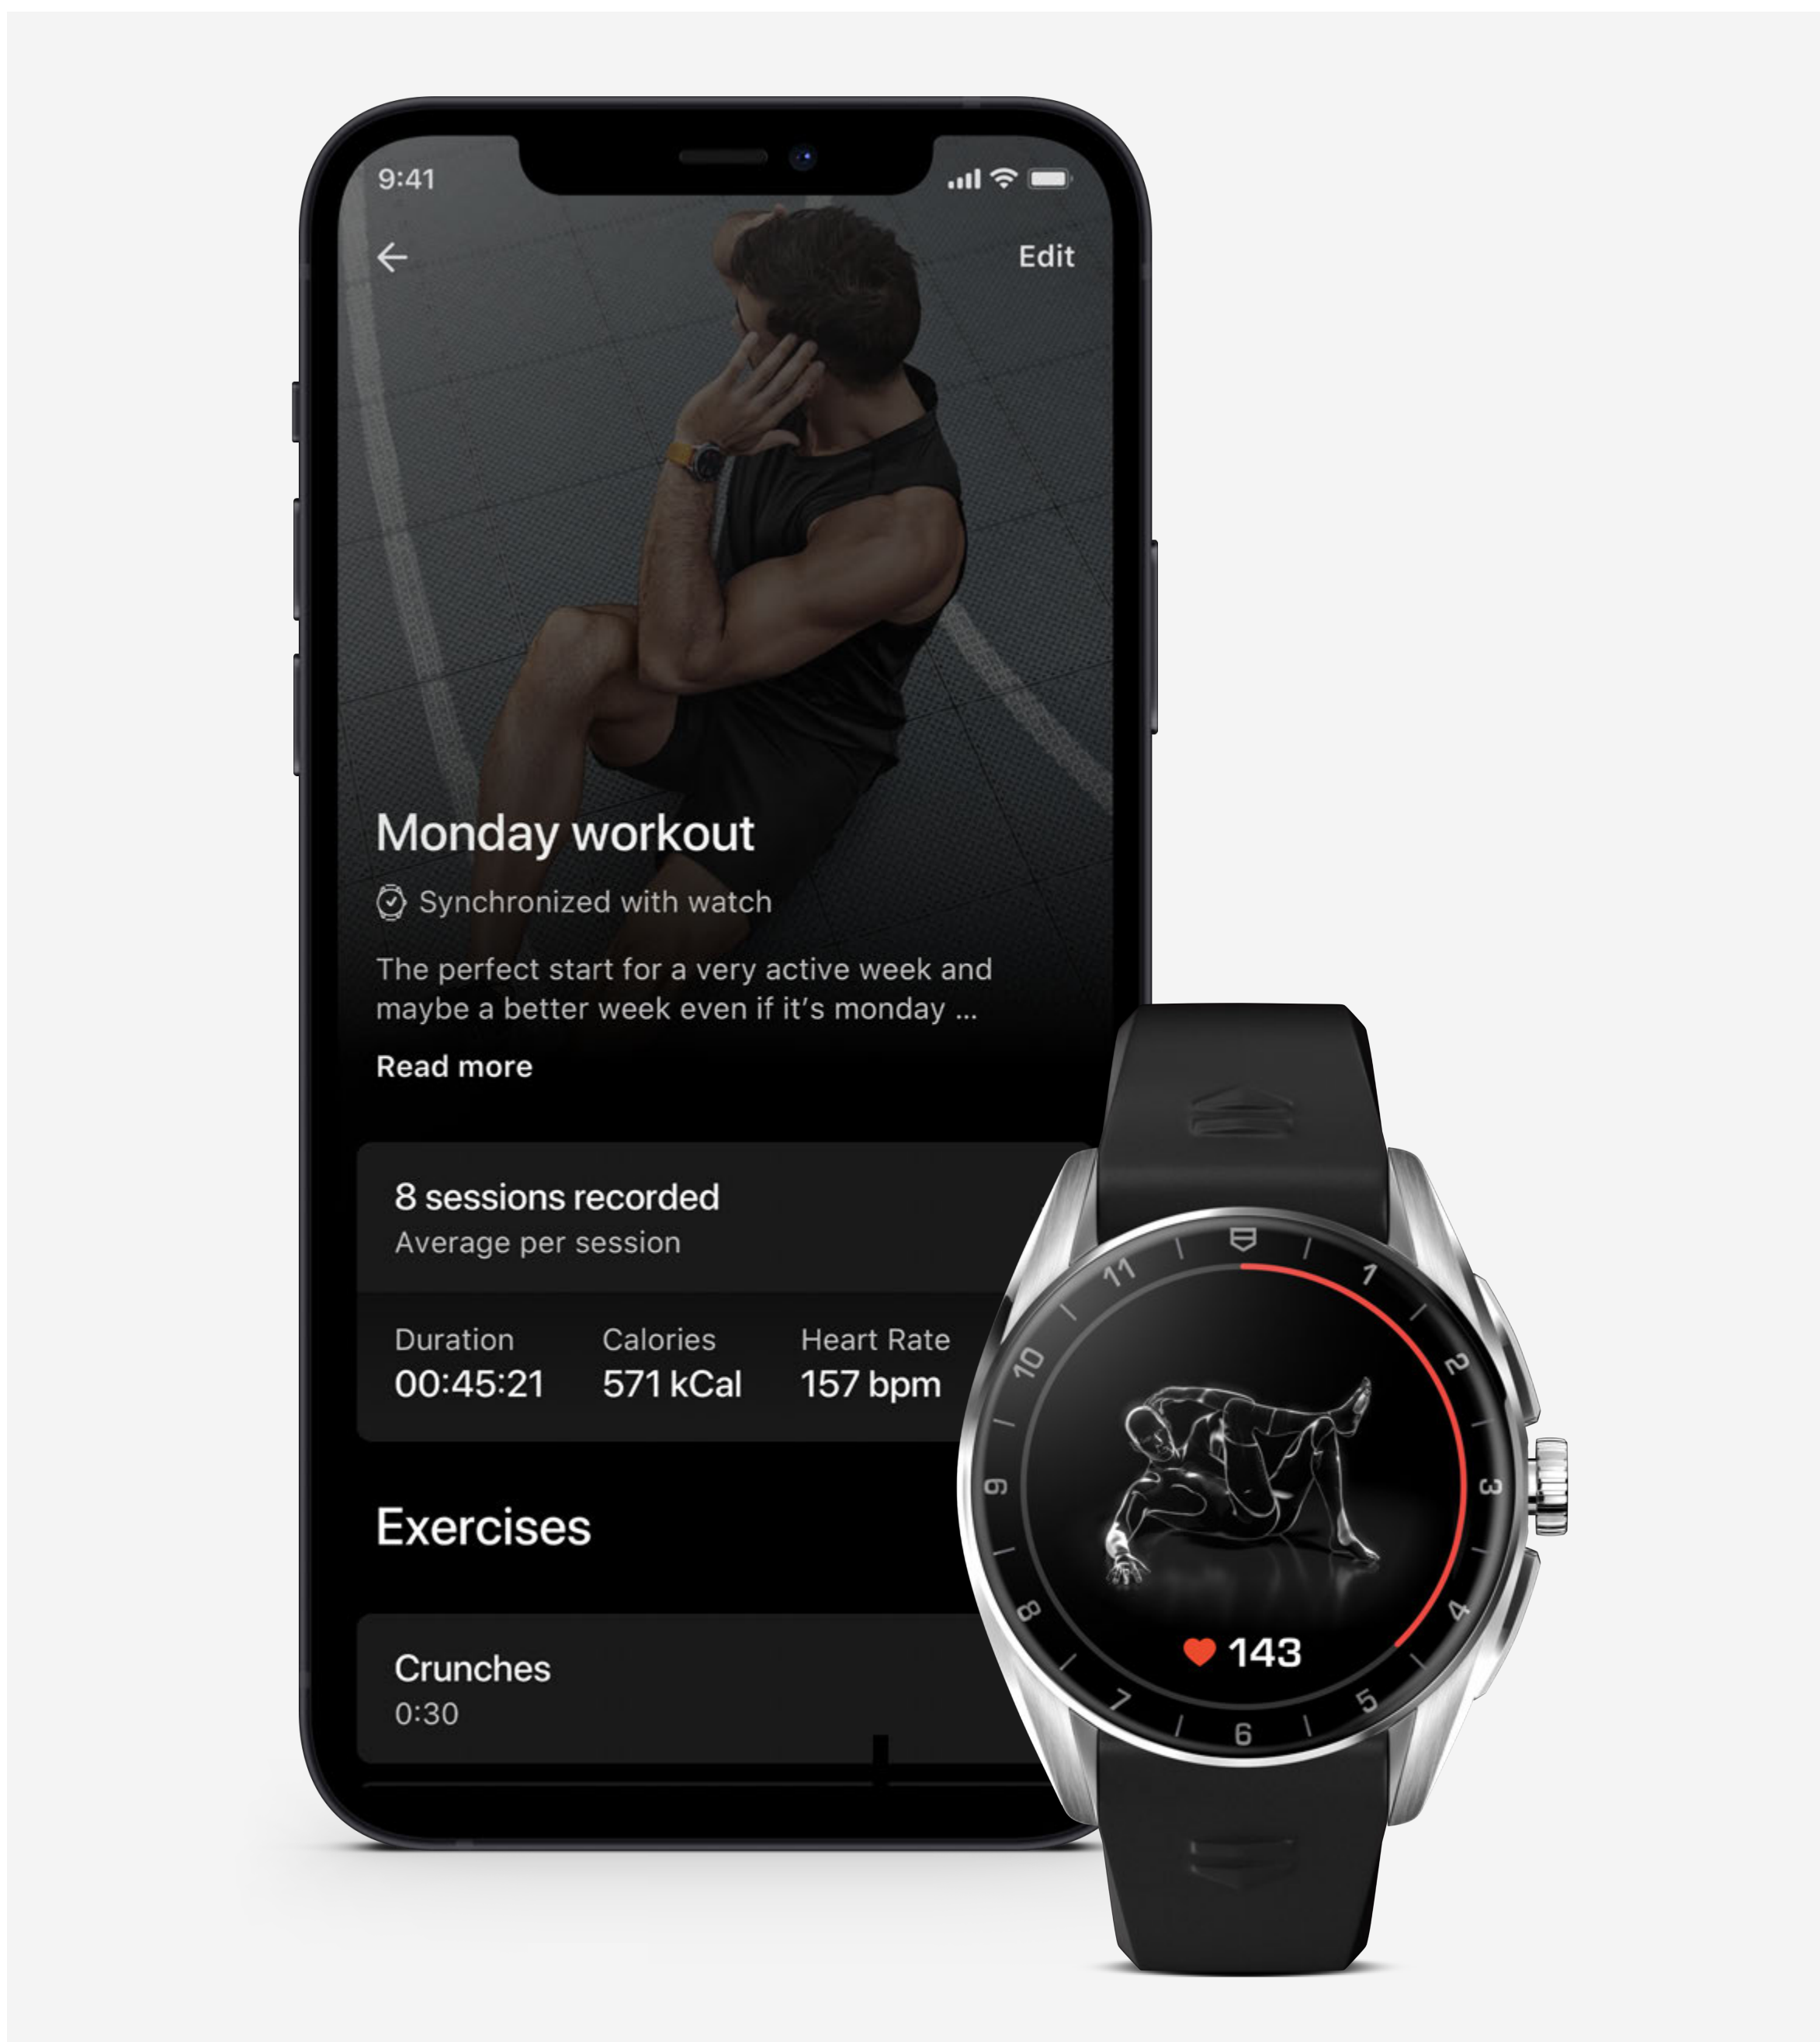 9:41
Edit
Monday workout
Synchronized with watch
The perfect start for a very active week and
maybe a better week even if it’s monday ...
Read more
8 sessions recorded
Average per session
Duration Calories Heart Rate
00:45:21 571 kCal 157 bpm
Exercises
Crunches
0:30
1
2
3
4
5
6
7
8
9
10
11
143